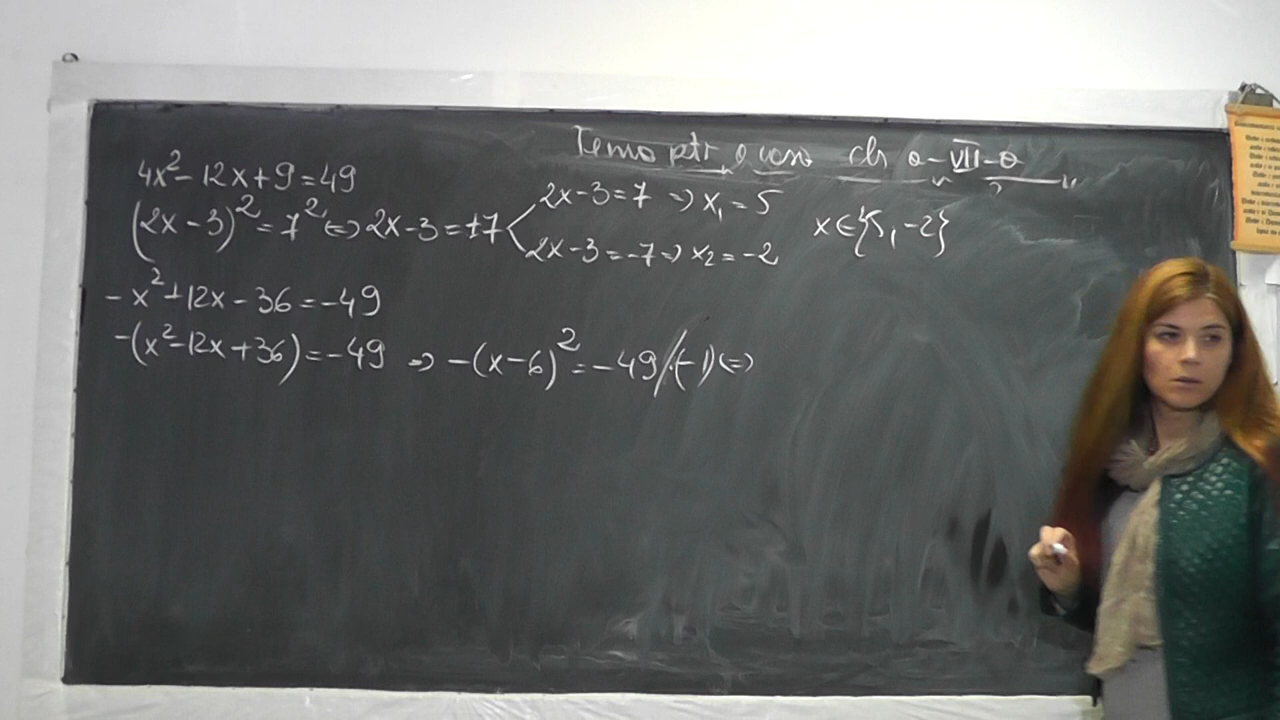 Tema ptr acasa cls a-VII-a
4x²-12x+9=49
(2x-3)²=7² ⇔ 2x-3=±7 < 2x-3=7 ⇒ x₁=5
2x-3=-7 ⇒ x₂=-2
x∈{5,-2}
-x²+12x-36=-49
-(x²-12x+36)=-49 ⇒ -(x-6)²=-49/·(-1) ⇔